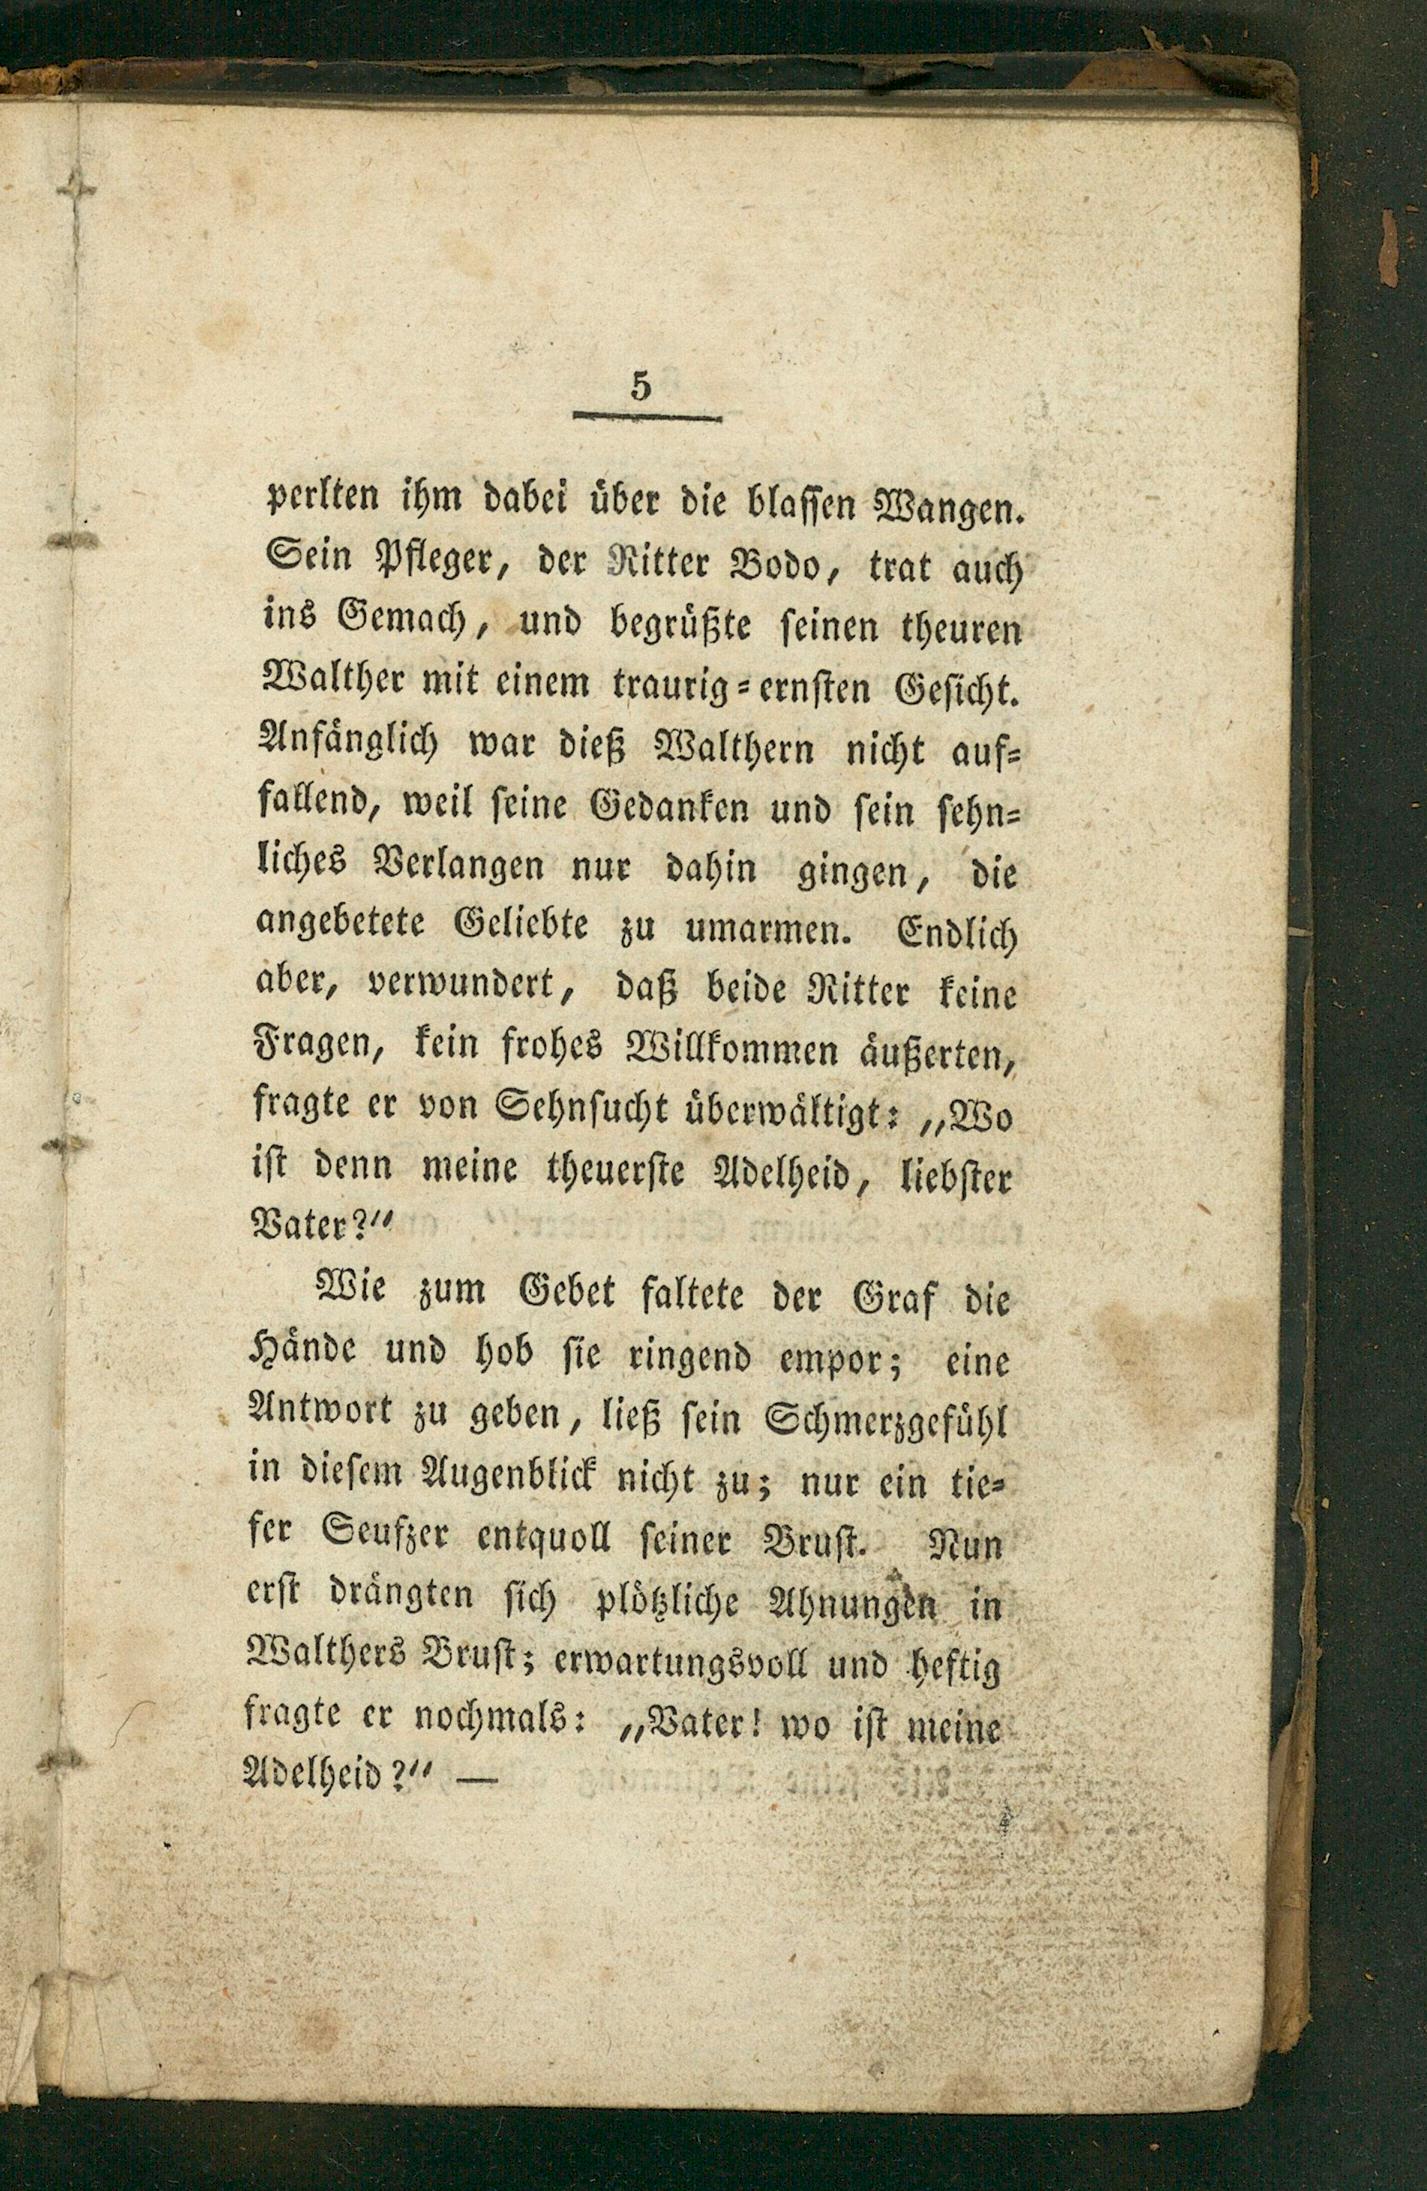 5
perlten ihm dabei über die blaſſen Wangen.
Sein Pfleger, der Ritter Bodo, trat auch
ins Gemach, und begrüßte ſeinen theuren
Walther mit einem traurig⸗ernſten Geſicht.
Anfänglich war dieß Walthern nicht auf⸗
fallend, weil ſeine Gedanken und ſein ſehn⸗
liches Verlangen nur dahin gingen, die
angebetete Geliebte zu umarmen. Endlich
aber, verwundert, daß beide Ritter keine
Fragen, kein frohes Willkommen äußerten,
fragte er von Sehnſucht überwältigt: „Wo
iſt denn meine theuerſte Adelheid, liebſter
Vater?“
Wie zum Gebet faltete der Graf die
Hände und hob ſie ringend empor; eine
Antwort zu geben, ließ ſein Schmerzgefühl
in dieſem Augenblick nicht zu; nur ein tie⸗
fer Seufzer entquoll ſeiner Bruſt. Nun
erſt drängten ſich plötzliche Ahnungen in
Walthers Bruſt; erwartungsvoll und heftig
fragte er nochmals: „Vater! wo iſt meine
Adelheid?“ —